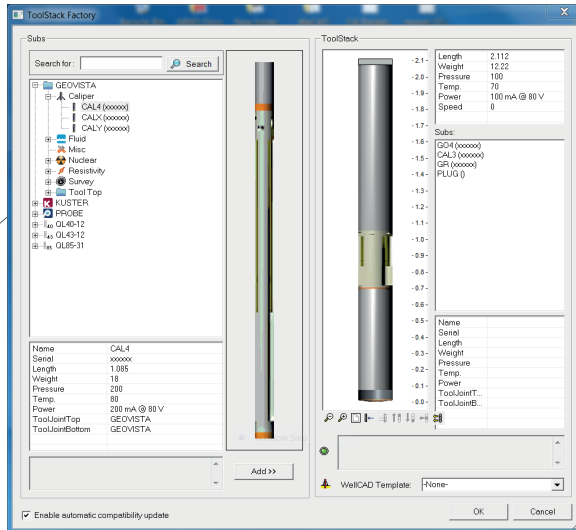 ToolStack Factory
X
Subs
Search for:
Search
GEOVISTA
Caliper
CAL4 (xxxxxx)
CALX (xxxxxx)
CALY (xxxxxx)
Fluid
Misc
Nuclear
Resistivity
Survey
Tool Top
KUSTER
PROBE
40 QL40-12
40 QL43-12
85 QL85-31
Name CAL4
Serial xxxxxx
Length 1.085
Weight 18
Pressure 200
Temp. 80
Power 200 mA @ 80 V
ToolJointTop GEOVISTA
ToolJointBottom GEOVISTA
Add >>
Enable automatic compatibility update
ToolStack
- 2.1 -
- 2.0 -
- 1.9 -
- 1.8 -
- 1.7 -
- 1.6 -
- 1.5 -
- 1.4 -
- 1.3 -
- 1.2 -
- 1.1 -
- 1.0 -
- 0.9 -
- 0.8 -
- 0.7 -
- 0.6 -
- 0.5 -
- 0.4 -
- 0.3 -
- 0.2 -
- 0.1 -
- 0.0 -
Length 2.112
Weight 12.22
Pressure 100
Temp. 70
Power 100 mA @ 80 V
Speed 0
Subs:
GO4 (xxxxxx)
CAL3 (xxxxxx)
GR (xxxxxx)
PLUG ()
Name
Serial
Length
Weight
Pressure
Temp.
Power
ToolJointT...
ToolJointB...
WellCAD Template:
-None-
OK
Cancel